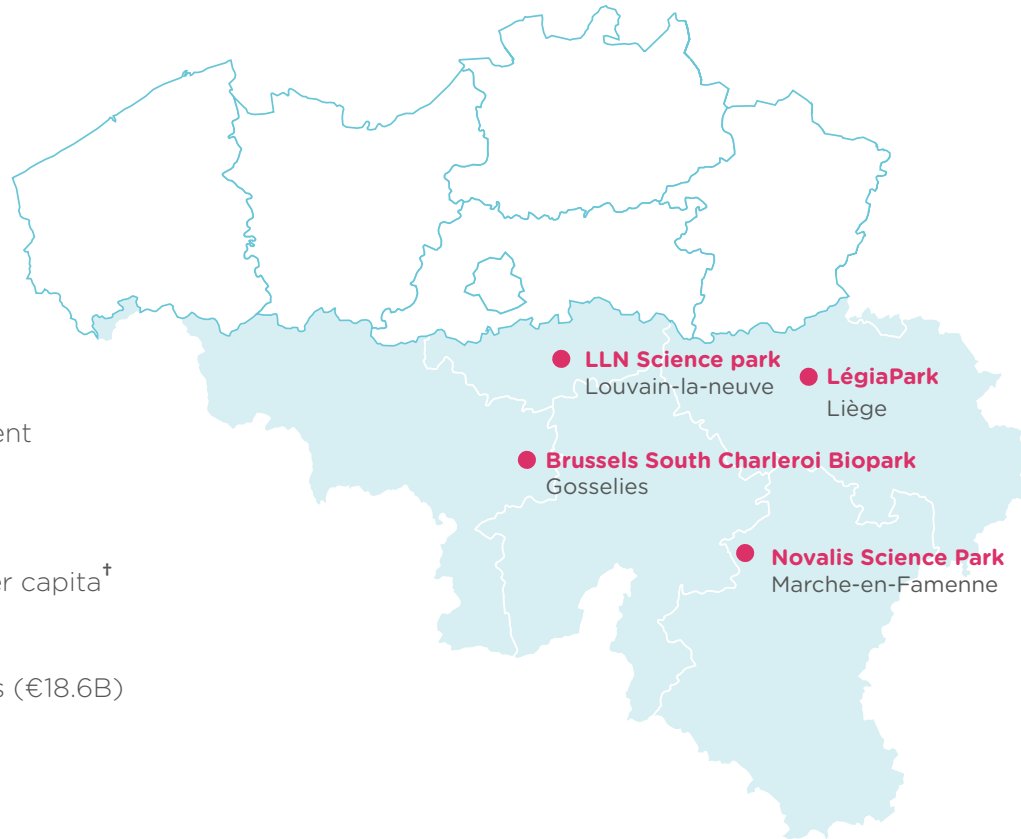 LLN Science park
Louvain-la-neuve
LégiaPark
Liège
Brussels South Charleroi Biopark
Gosselies
Novalis Science Park
Marche-en-Famenne
er capita†
s (€18.6B)